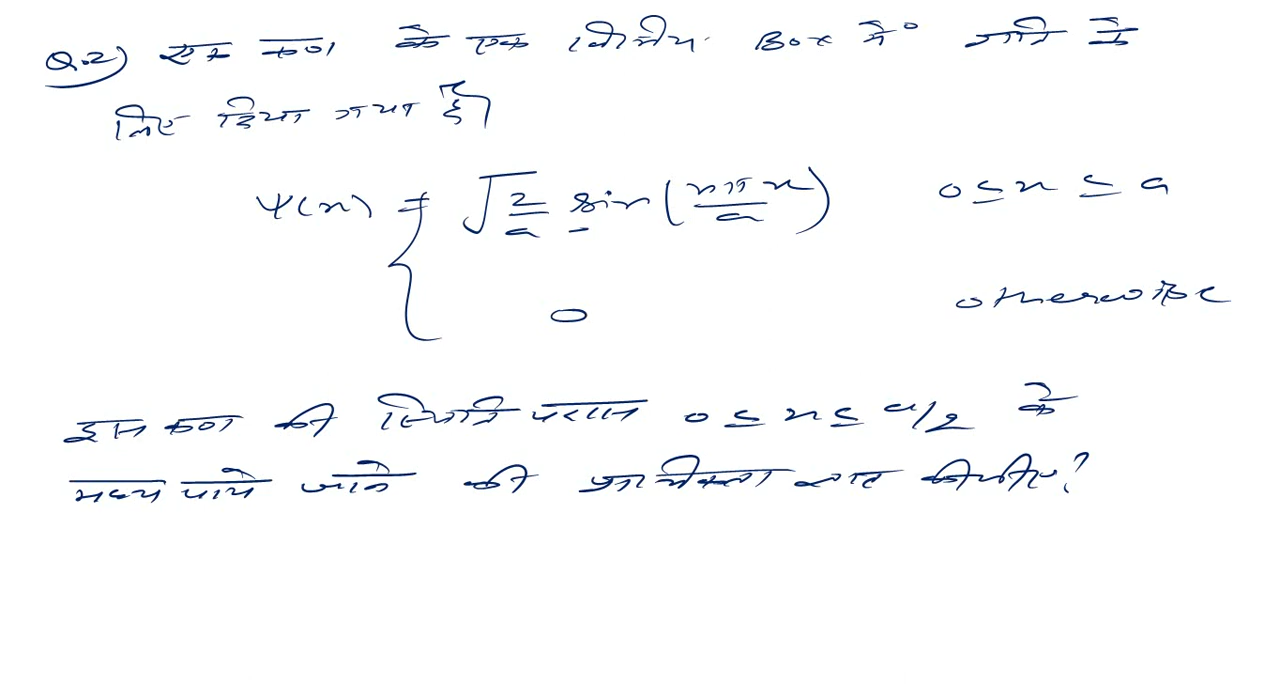 Q.2) एक कण के एक विमीय Box में गति के
लिए दिया गया है।
Ψ(x) = { √(2/a) sin(nπx/a)   0 ≤ x ≤ a
0   otherwise
इस कण की स्थिति परास 0 ≤ x ≤ a/2 के
मध्य पाये जाने की प्रायिकता ज्ञात कीजीए?